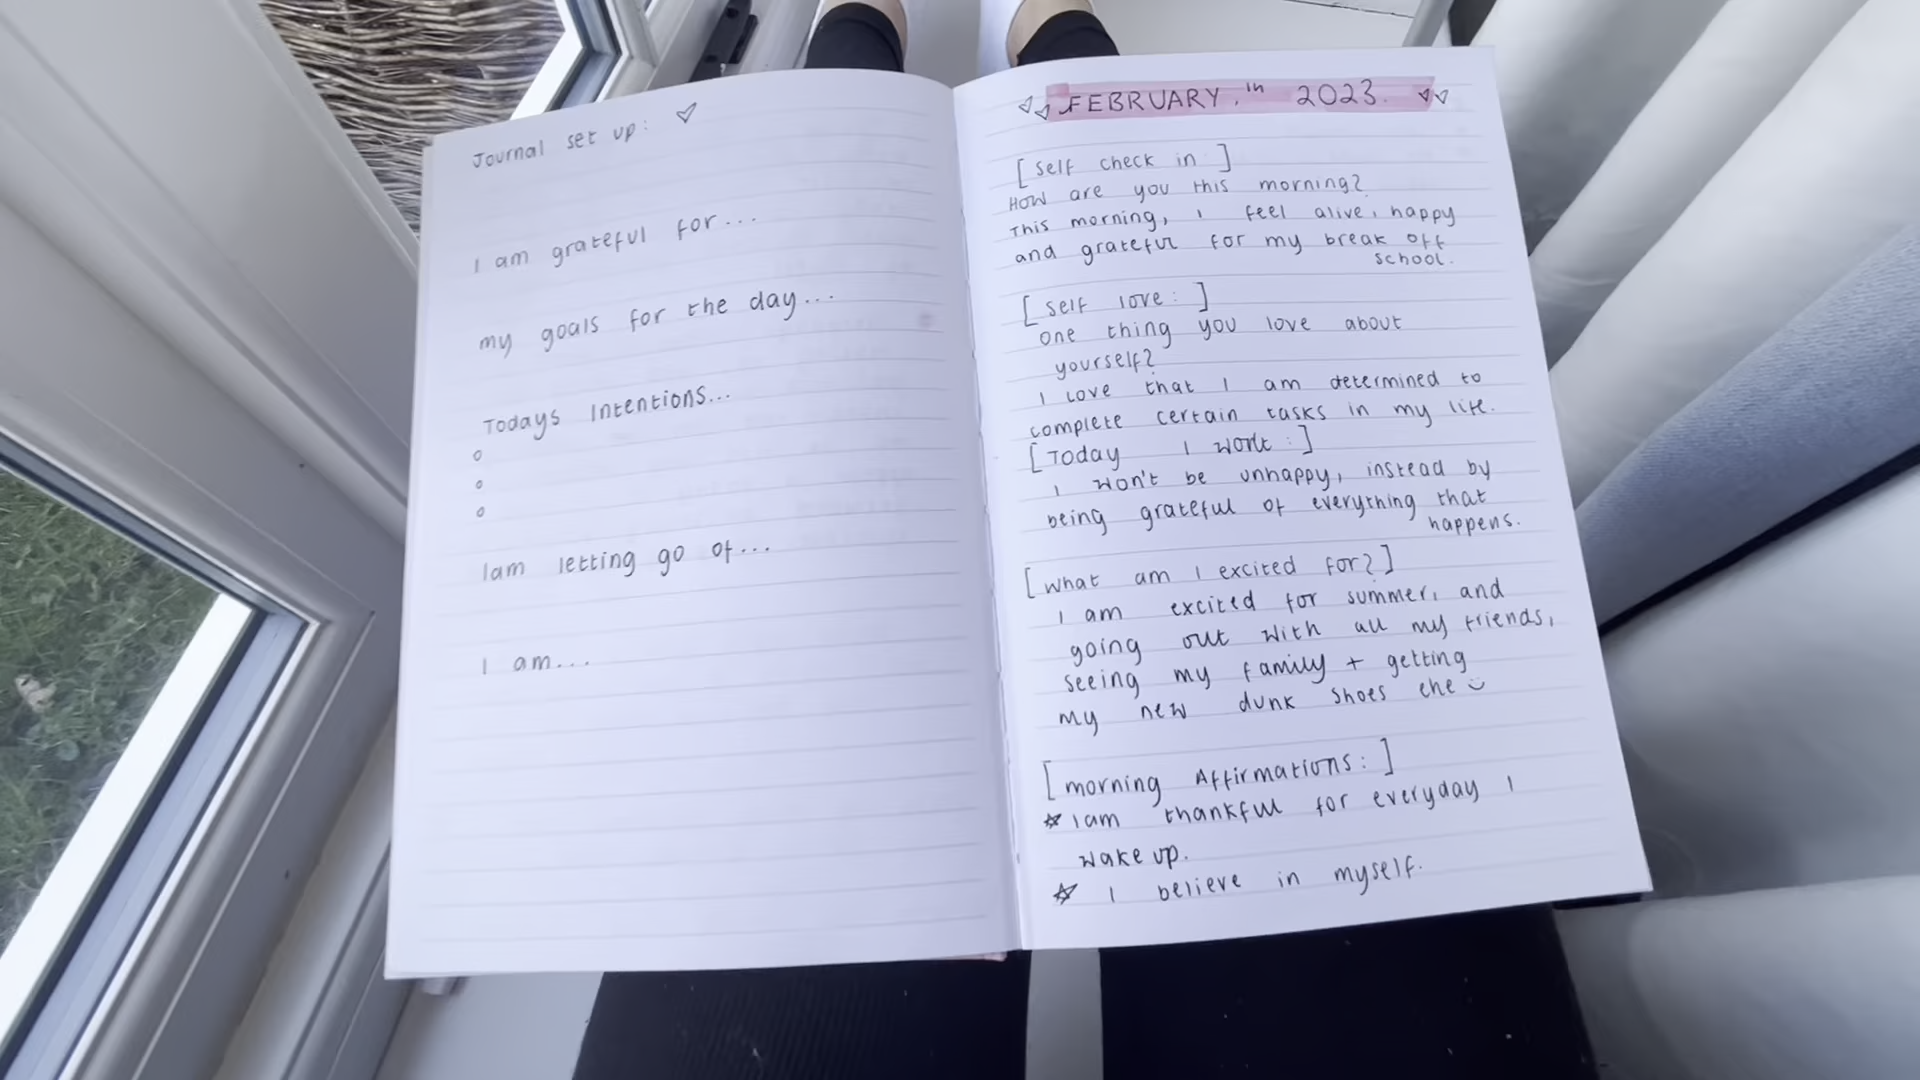 Journal set up:
I am grateful for...
my goals for the day...
Todays Intentions...
Iam letting go of...
I am...
FEBRUARY.th 2023.
[self check in:]
How are you this morning?
This morning, I feel alive, happy
and grateful for my break off
school.
[self love:]
one thing you love about
yourself?
I love that I am determined to
complete certain tasks in my life.
[Today I wont:]
I won't be unhappy, instead by
being grateful of everything that
happens.
[what am I excited for?]
I am excited for summer, and
going out with all my friends,
seeing my family + getting
my new dunk shoes ehe
[morning Affirmations:]
Iam thankful for everyday I
wake up.
I believe in myself.